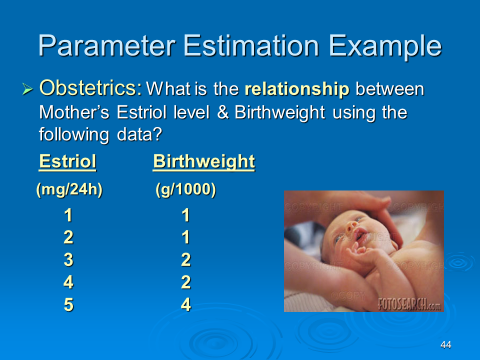 Parameter Estimation Example
Obstetrics: What is the relationship between
Mother's Estriol level & Birthweight using the
following data?
Estriol Birthweight
(mg/24h) (g/1000)
1 1
2 1
3 2
4 2
5 4
FOTOSEARCH.com
44